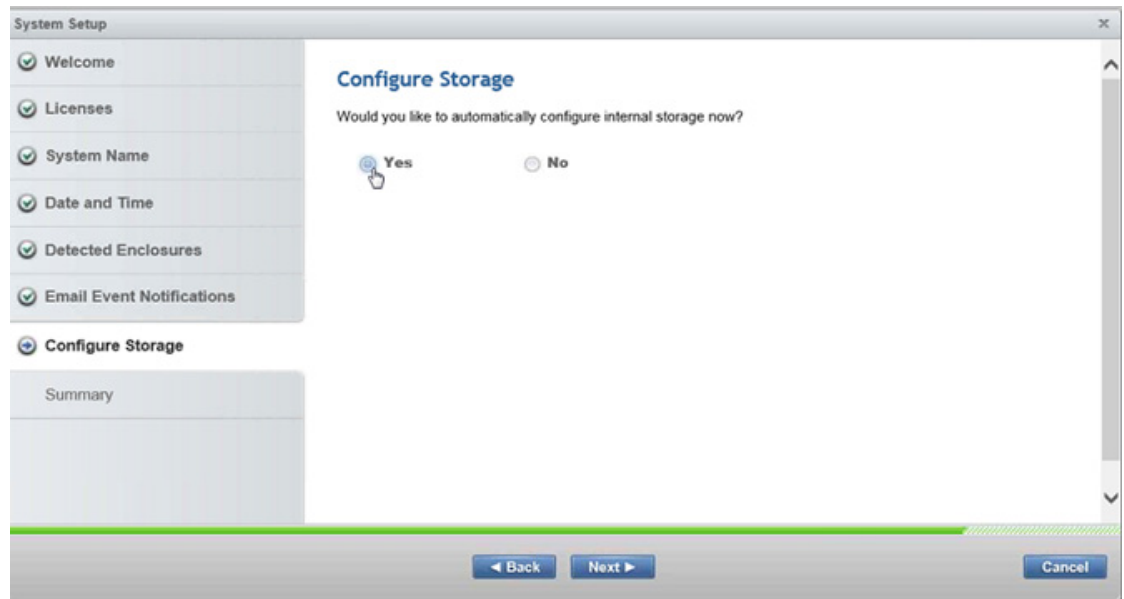 System Setup
Welcome
Licenses
System Name
Date and Time
Detected Enclosures
Email Event Notifications
Configure Storage
Summary
Configure Storage
Would you like to automatically configure internal storage now?
Yes No
Back Next Cancel